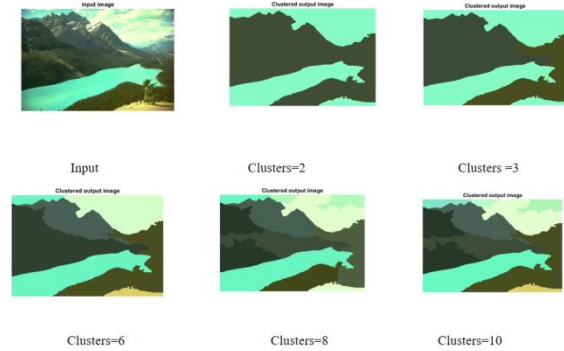 Input image
Clustered output image
Clustered output image
Input
Clusters=2
Clusters =3
Clustered output image
Clustered output image
Clustered output image
Clusters=6
Clusters=8
Clusters=10